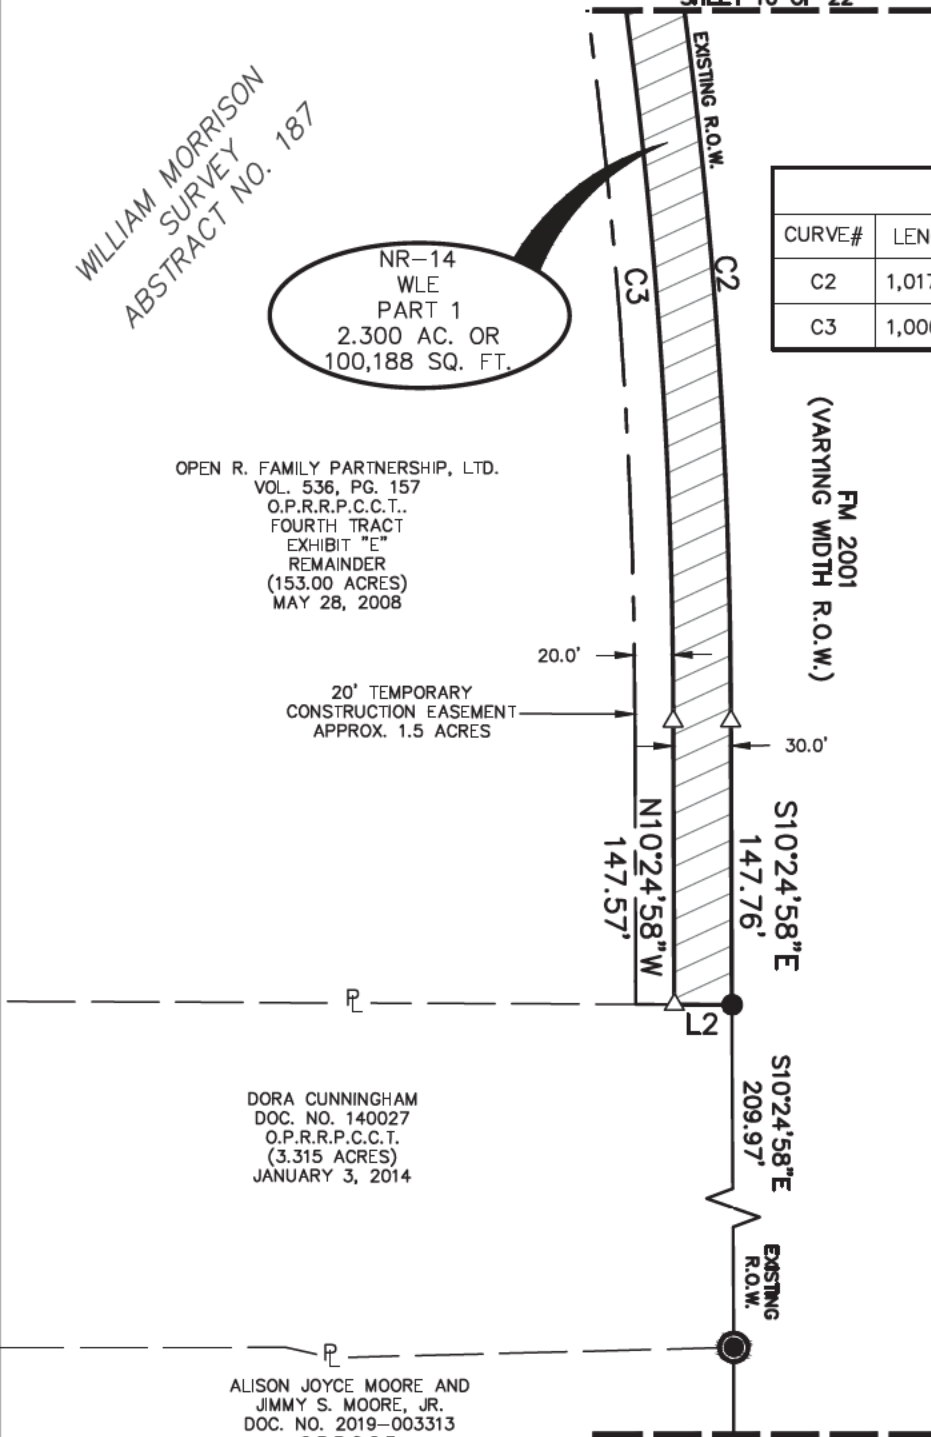 WILLIAM MORRISON
SURVEY
ABSTRACT NO. 187
EXISTING R.O.W.
NR-14
WLE
PART 1
2.300 AC. OR
100,188 SQ. FT.
C3
C2
CURVE#
C2
C3
OPEN R. FAMILY PARTNERSHIP, LTD.
VOL. 536, PG. 157
O.P.R.R.P.C.C.T..
FOURTH TRACT
EXHIBIT "E"
REMAINDER
(153.00 ACRES)
MAY 28, 2008
FM 2001
(VARYING WIDTH R.O.W.)
20.0'
20' TEMPORARY
CONSTRUCTION EASEMENT
APPROX. 1.5 ACRES
30.0'
N10°24'58"W
147.57'
S10°24'58"E
147.76'
P
L
L2
DORA CUNNINGHAM
DOC. NO. 140027
O.P.R.R.P.C.C.T.
(3.315 ACRES)
JANUARY 3, 2014
S10°24'58"E
209.97'
EXISTING
R.O.W.
P
L
ALISON JOYCE MOORE AND
JIMMY S. MOORE, JR.
DOC. NO. 2019-003313